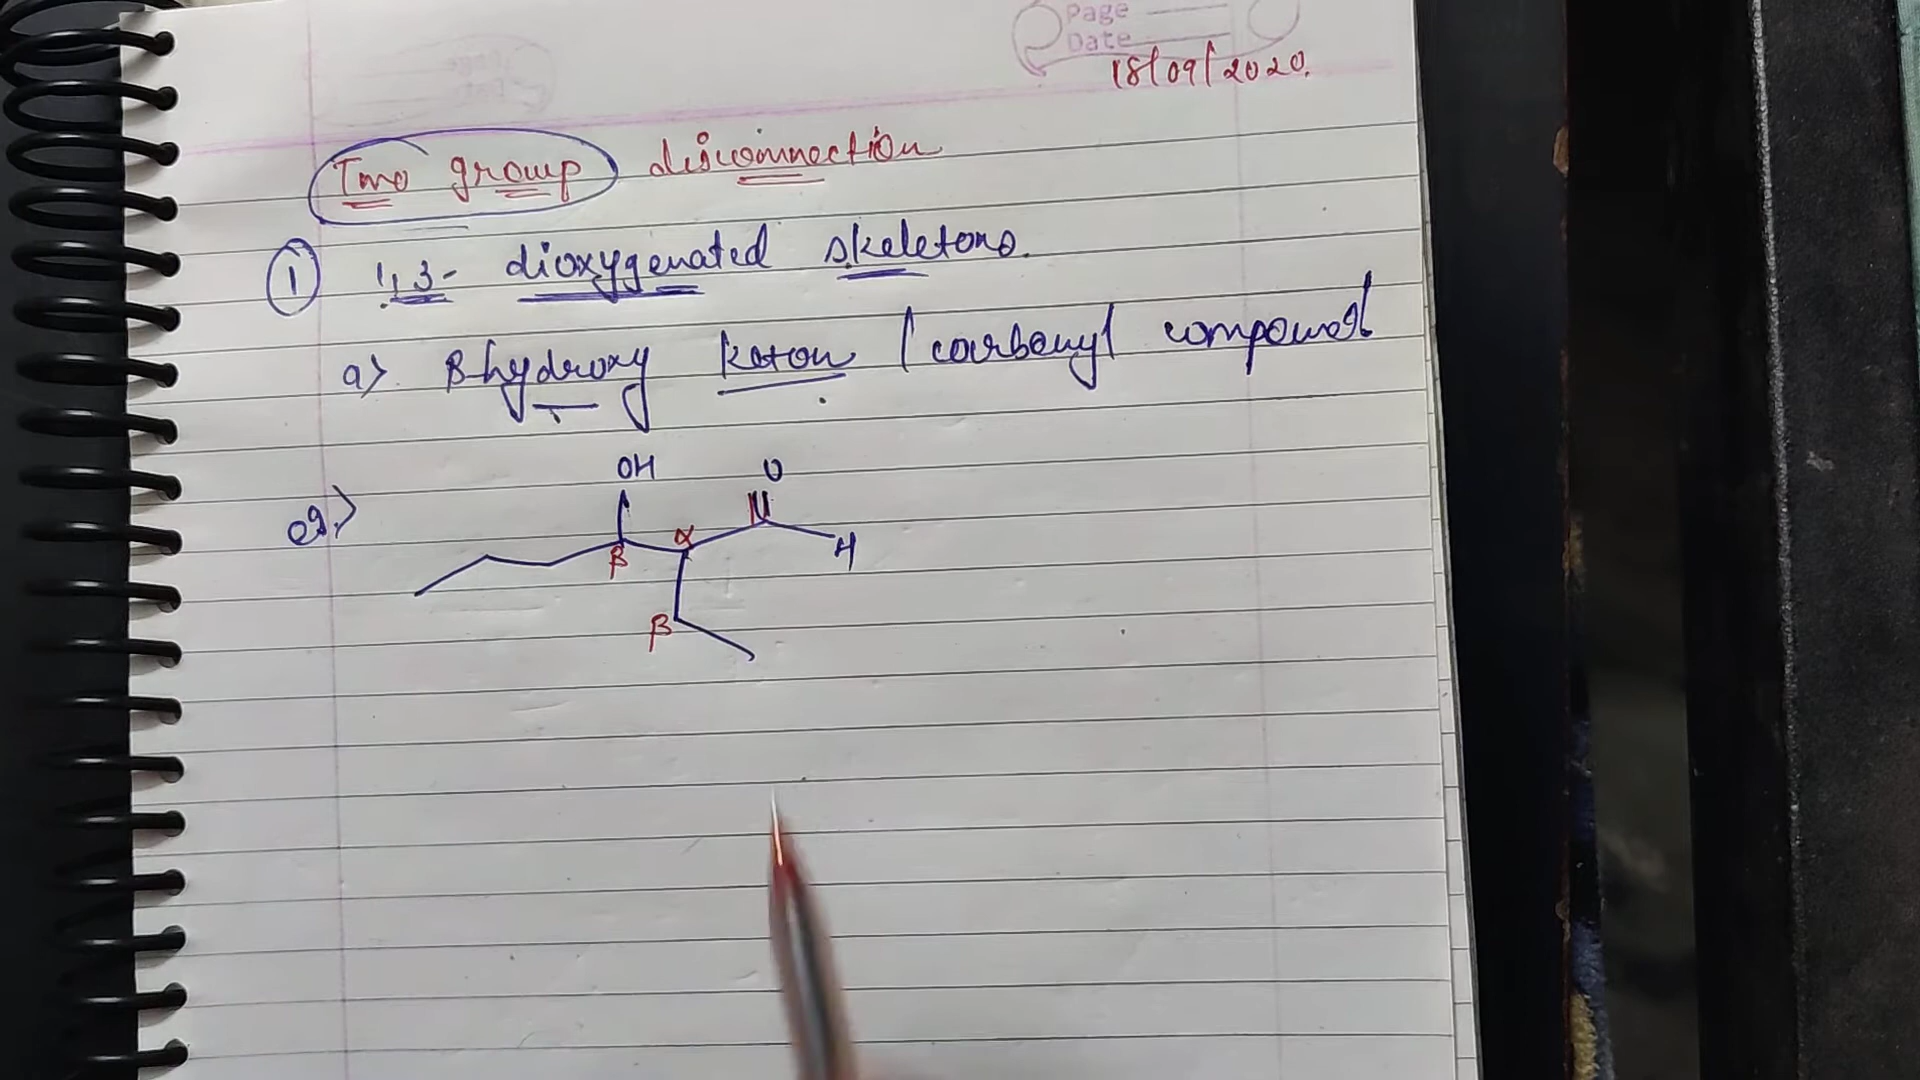 Page
Date
18/09/2020.
Two group disconnection
1 1,3- dioxygenated skeletons.
a> β hydroxy keton / carbonyl compound
OH O
eg.> β α H
β